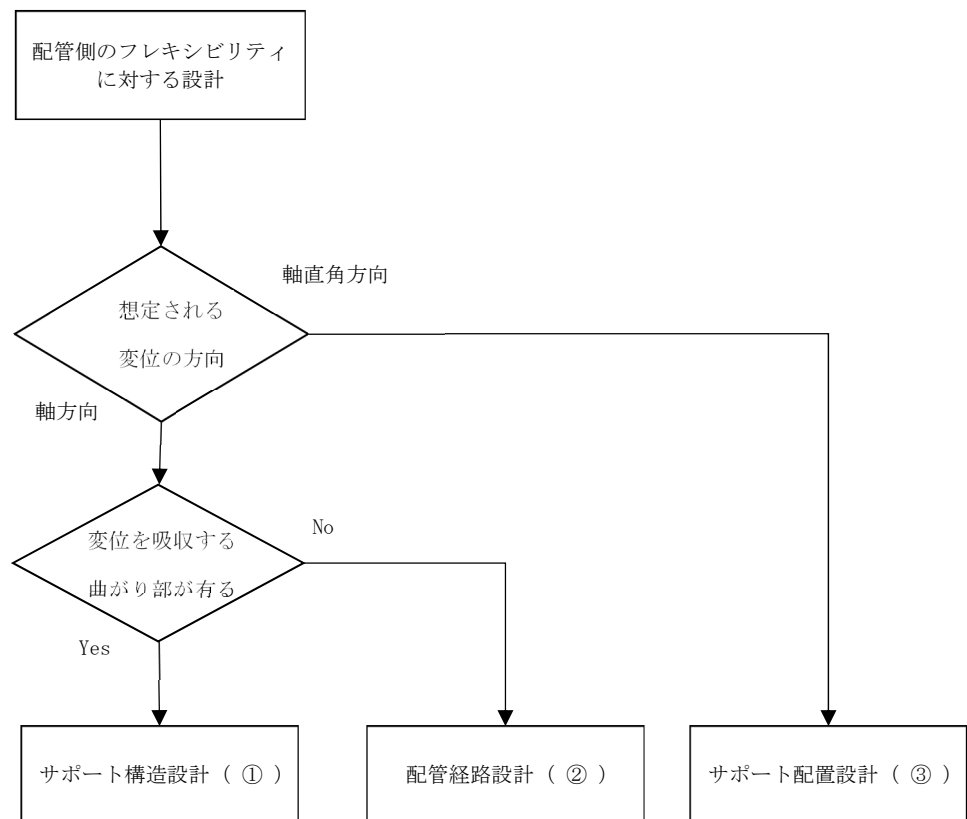 配管側のフレキシビリティ
に対する設計
軸直角方向
想定される
変位の方向
軸方向
No
変位を吸収する
曲がり部が有る
Yes
サポート構造設計（ ① ）
配管経路設計（ ② ）
サポート配置設計（ ③ ）